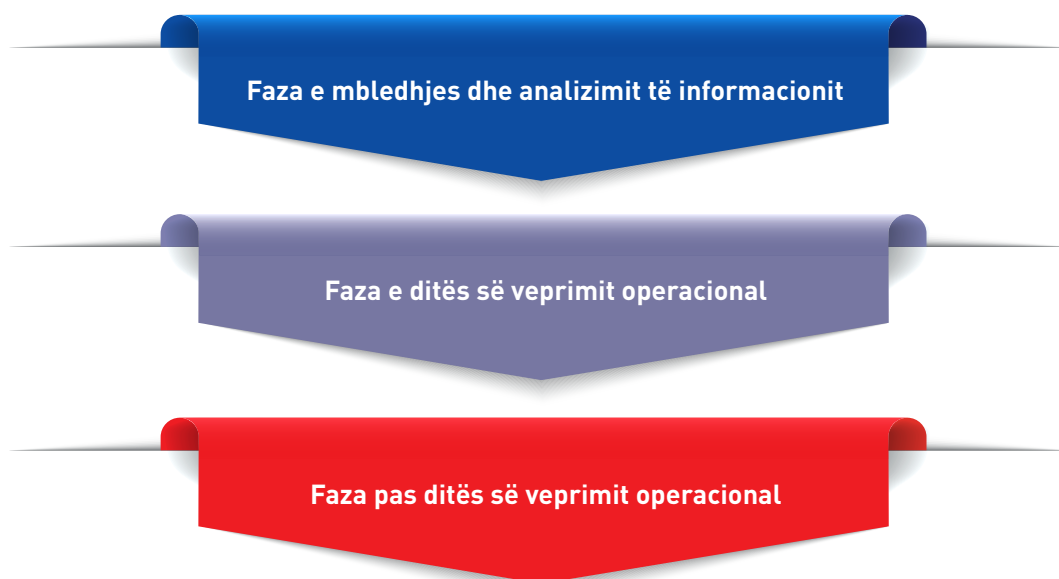 Faza e mbledhjes dhe analizimit të informacionit
Faza e ditës së veprimit operacional
Faza pas ditës së veprimit operacional